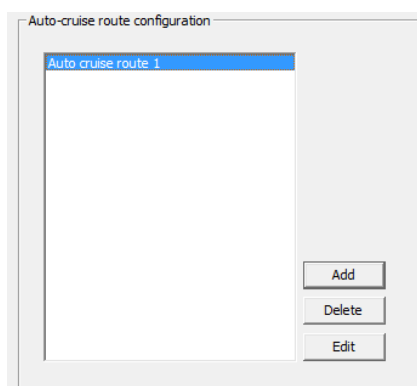 Auto-cruise route configuration
Auto cruise route 1
Add
Delete
Edit